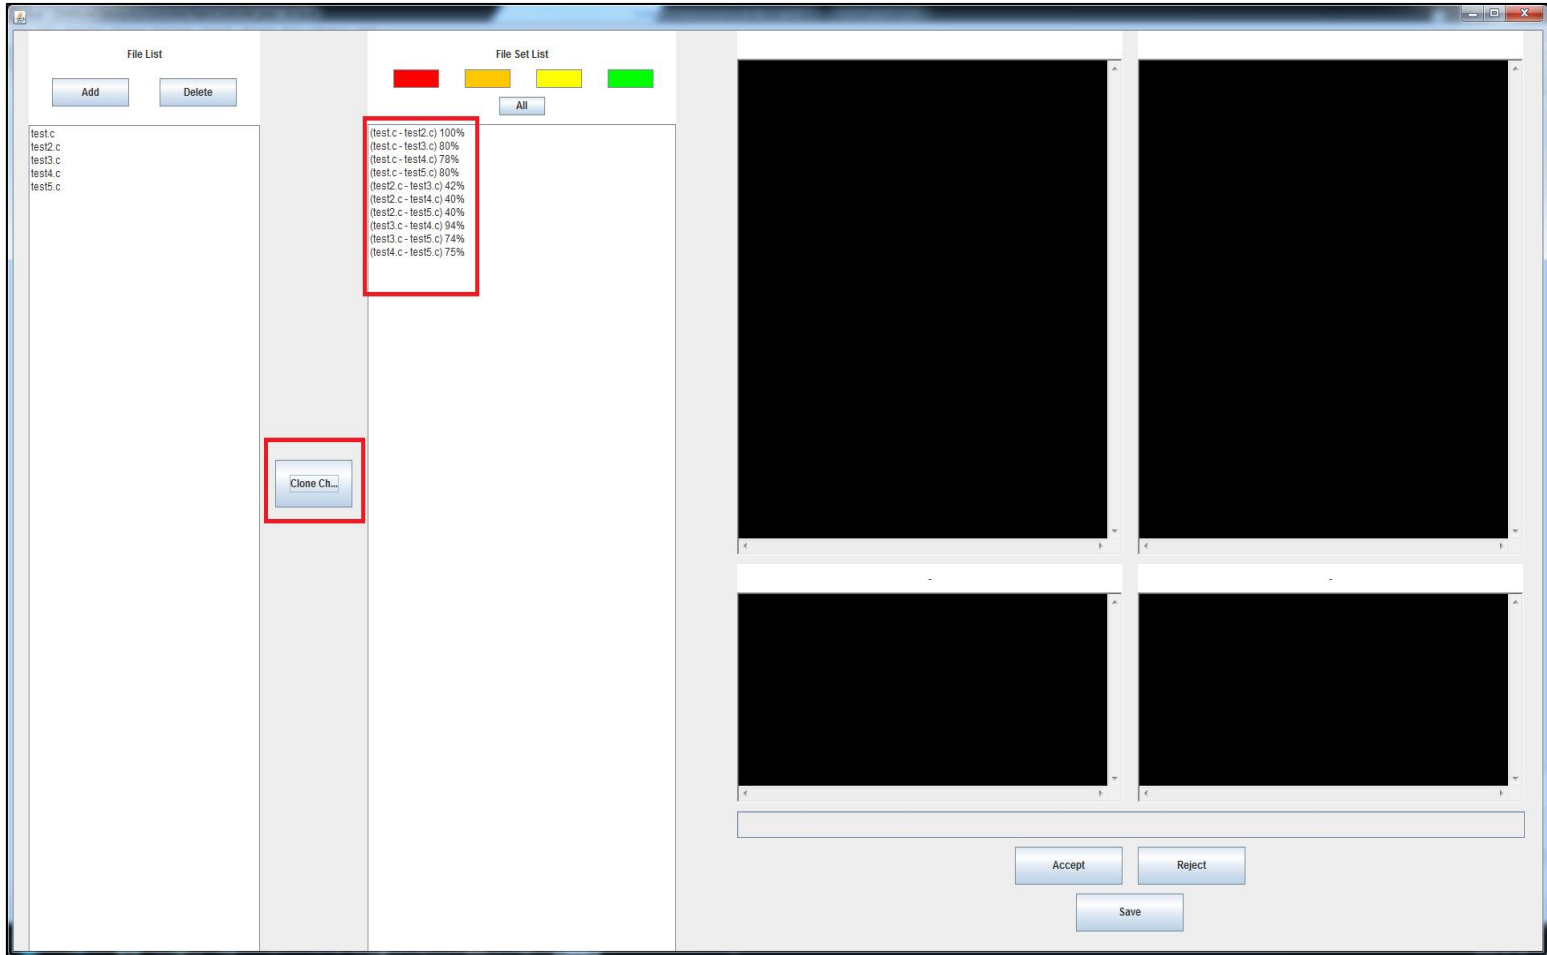 File List
Add
Delete
test.c
test2.c
test3.c
test4.c
test5.c
Clone Ch...
File Set List
All
(test.c - test2.c) 100%
(test.c - test3.c) 80%
(test.c - test4.c) 78%
(test.c - test5.c) 80%
(test2.c - test3.c) 42%
(test2.c - test4.c) 40%
(test2.c - test5.c) 40%
(test3.c - test4.c) 94%
(test3.c - test5.c) 74%
(test4.c - test5.c) 75%
-
-
Accept
Reject
Save